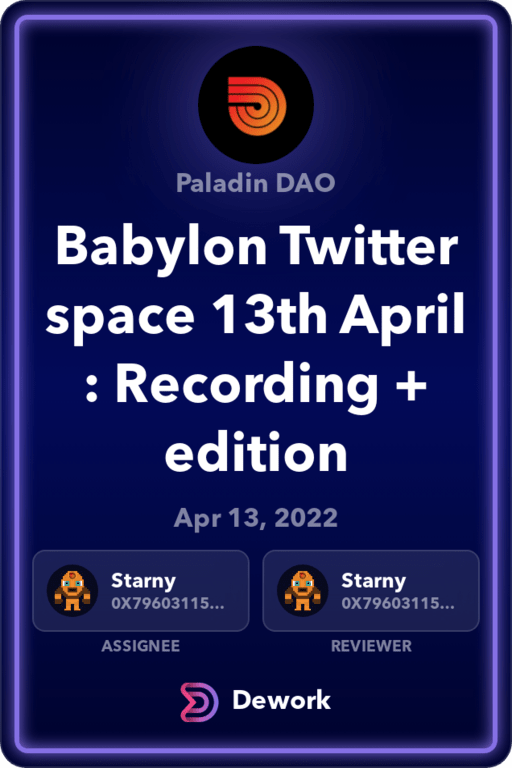 Paladin DAO
Babylon Twitter
space 13th April
: Recording +
edition
Apr 13, 2022
Starny
0X79603115...
ASSIGNEE
Starny
0X79603115...
REVIEWER
Dework